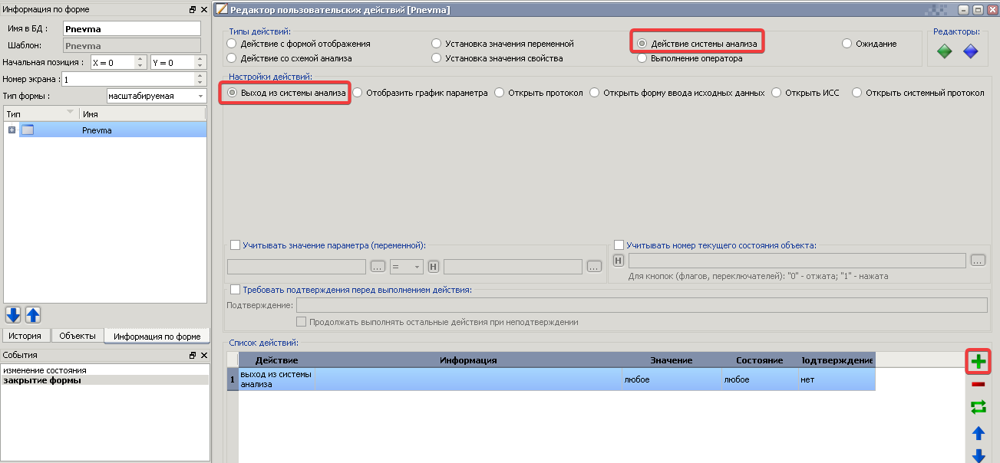 Информация по форме
Имя в БД :
Pnevma
Шаблон:
Pnevma
Начальная позиция :
X = 0
Y = 0
Номер экрана :
1
Тип формы :
масштабируемая
Тип
Имя
Pnevma
История
Объекты
Информация по форме
События
изменение состояния
закрытие формы
Редактор пользовательских действий [Pnevma]
Типы действий:
Действие с формой отображения
Установка значения переменной
Действие системы анализа
Ожидание
Действие со схемой анализа
Установка значения свойства
Выполнение оператора
Редакторы:
Настройки действий:
Выход из системы анализа
Отобразить график параметра
Открыть протокол
Открыть форму ввода исходных данных
Открыть ИСС
Открыть системный протокол
Учитывать значение параметра (переменной):
... = Н ...
Учитывать номер текущего состояния объекта:
Н ...
Для кнопок (флагов, переключателей): "0" - отжата; "1" - нажата
Требовать подтверждения перед выполнением действия:
Подтверждение:
Продолжать выполнять остальные действия при неподтверждении
Список действий:
Действие
Информация
Значение
Состояние
Подтверждение
1
выход из системы
анализа
любое
любое
нет